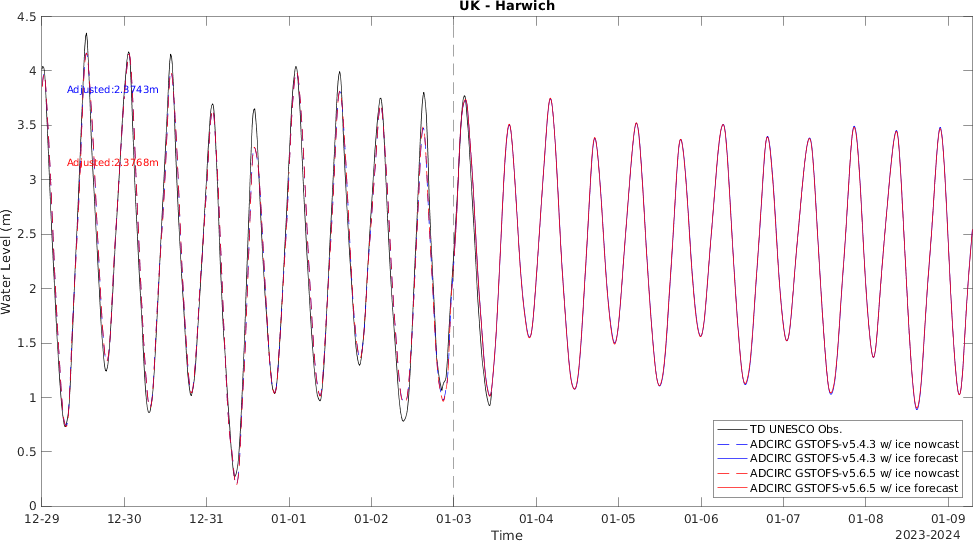 UK - Harwich
4.5
4
3.5
3
2.5
2
1.5
1
0.5
0
Water Level (m)
Adjusted:2.3743m
Adjusted:2.3768m
TD UNESCO Obs.
ADCIRC GSTOFS-v5.4.3 w/ ice nowcast
ADCIRC GSTOFS-v5.4.3 w/ ice forecast
ADCIRC GSTOFS-v5.6.5 w/ ice nowcast
ADCIRC GSTOFS-v5.6.5 w/ ice forecast
12-29 12-30 12-31 01-01 01-02 01-03 01-04 01-05 01-06 01-07 01-08 01-09
Time
2023-2024